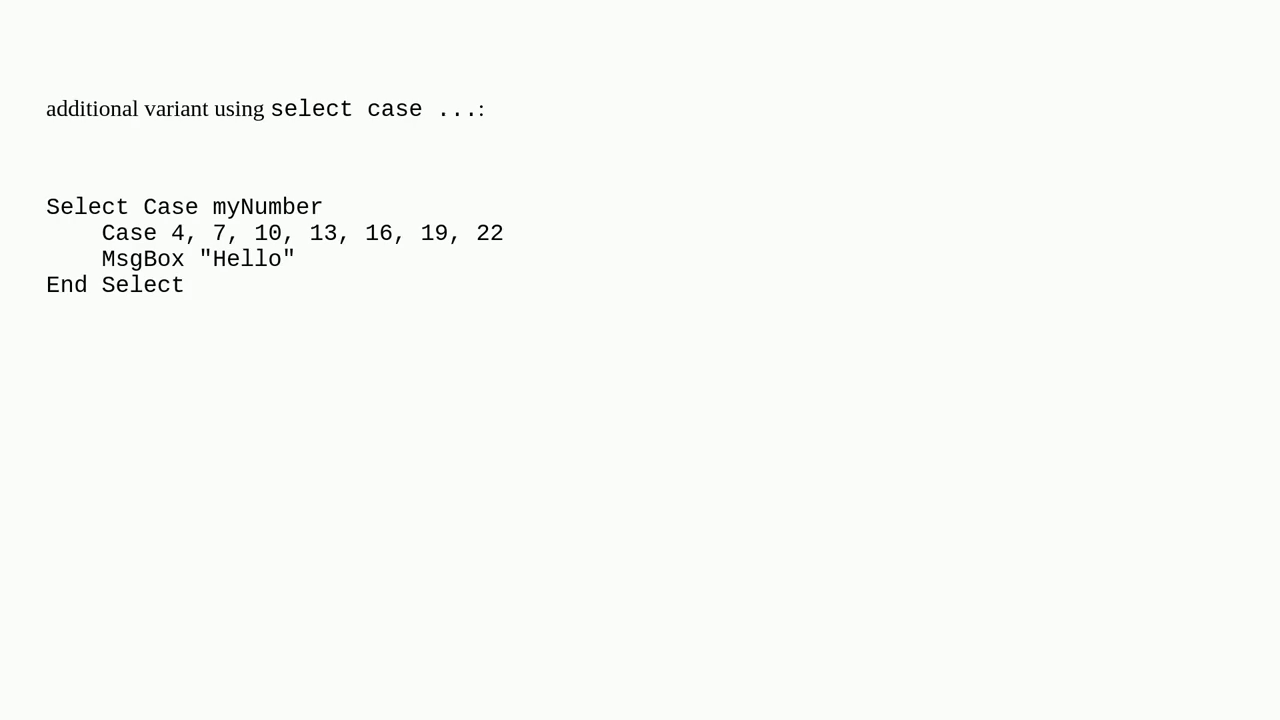 additional variant using select case ...:
Select Case myNumber
    Case 4, 7, 10, 13, 16, 19, 22
    MsgBox "Hello"
End Select